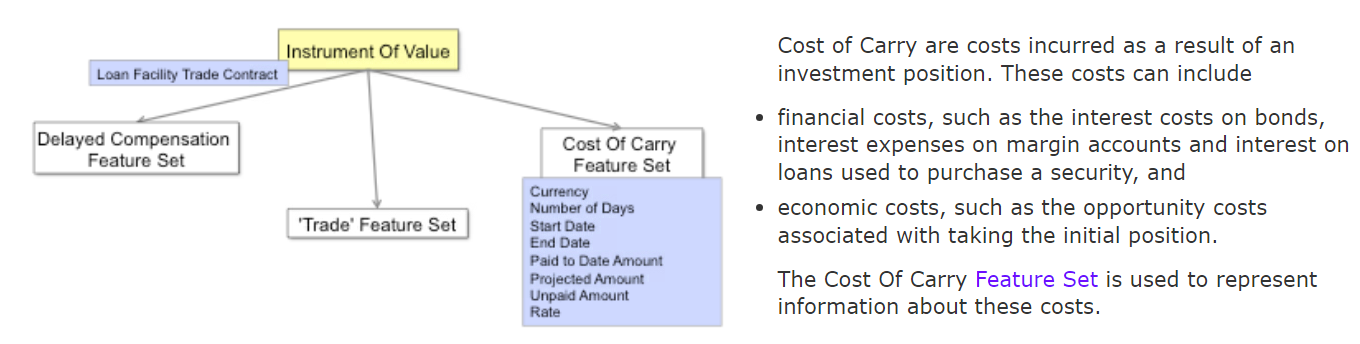 Instrument Of Value
Loan Facility Trade Contract
Delayed Compensation
Feature Set
'Trade' Feature Set
Cost Of Carry
Feature Set
Currency
Number of Days
Start Date
End Date
Paid to Date Amount
Projected Amount
Unpaid Amount
Rate
Cost of Carry are costs incurred as a result of an
investment position. These costs can include
• financial costs, such as the interest costs on bonds,
interest expenses on margin accounts and interest on
loans used to purchase a security, and
• economic costs, such as the opportunity costs
associated with taking the initial position.
The Cost Of Carry Feature Set is used to represent
information about these costs.